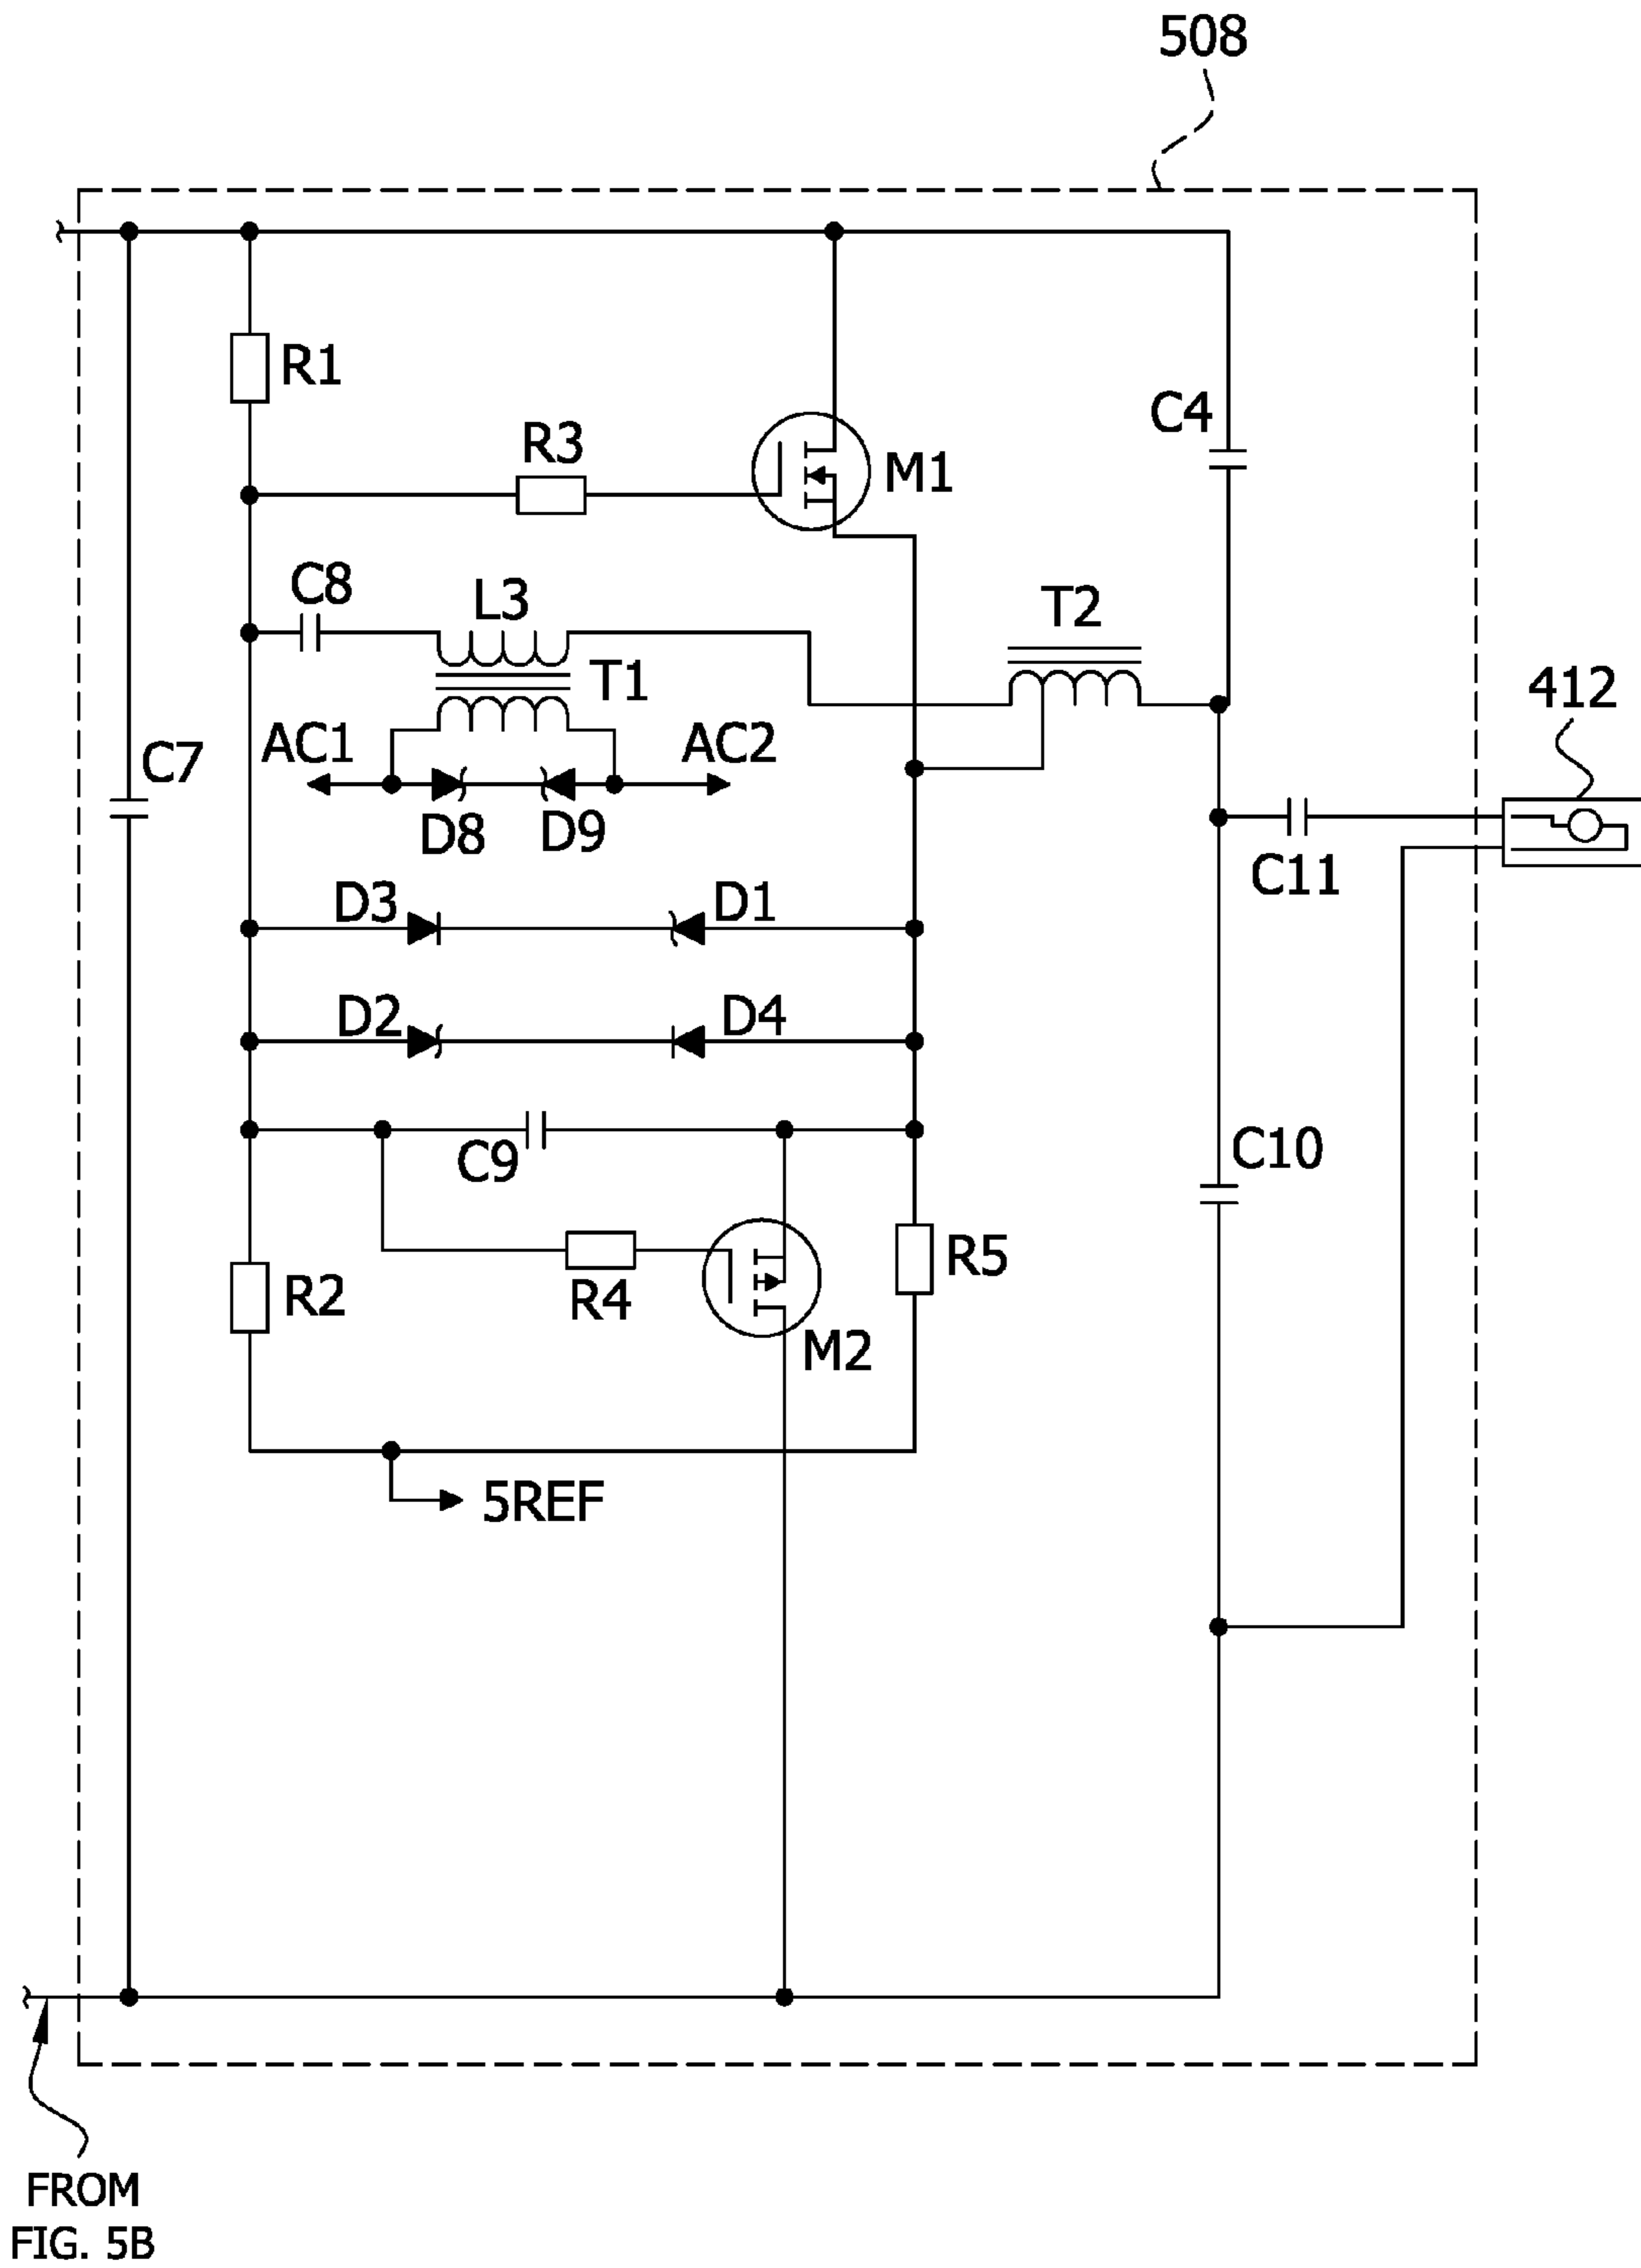 508
R1
R3
M1
C4
C8
L3
T1
T2
412
AC1
AC2
C7
D8
D9
C11
D3
D1
D2
D4
C9
C10
R2
R4
M2
R5
5REF
FROM
FIG. 5B